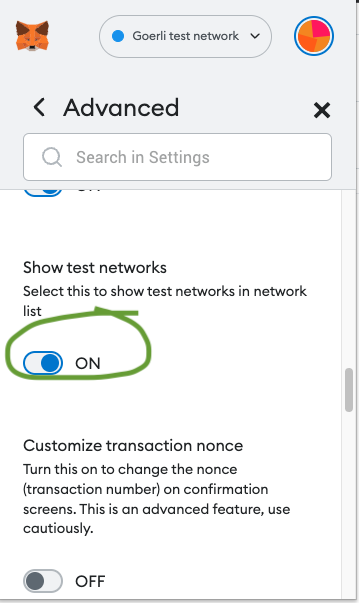 Goerli test network
Advanced
Search in Settings
ON
Show test networks
Select this to show test networks in network
list
ON
Customize transaction nonce
Turn this on to change the nonce
(transaction number) on confirmation
screens. This is an advanced feature, use
cautiously.
OFF